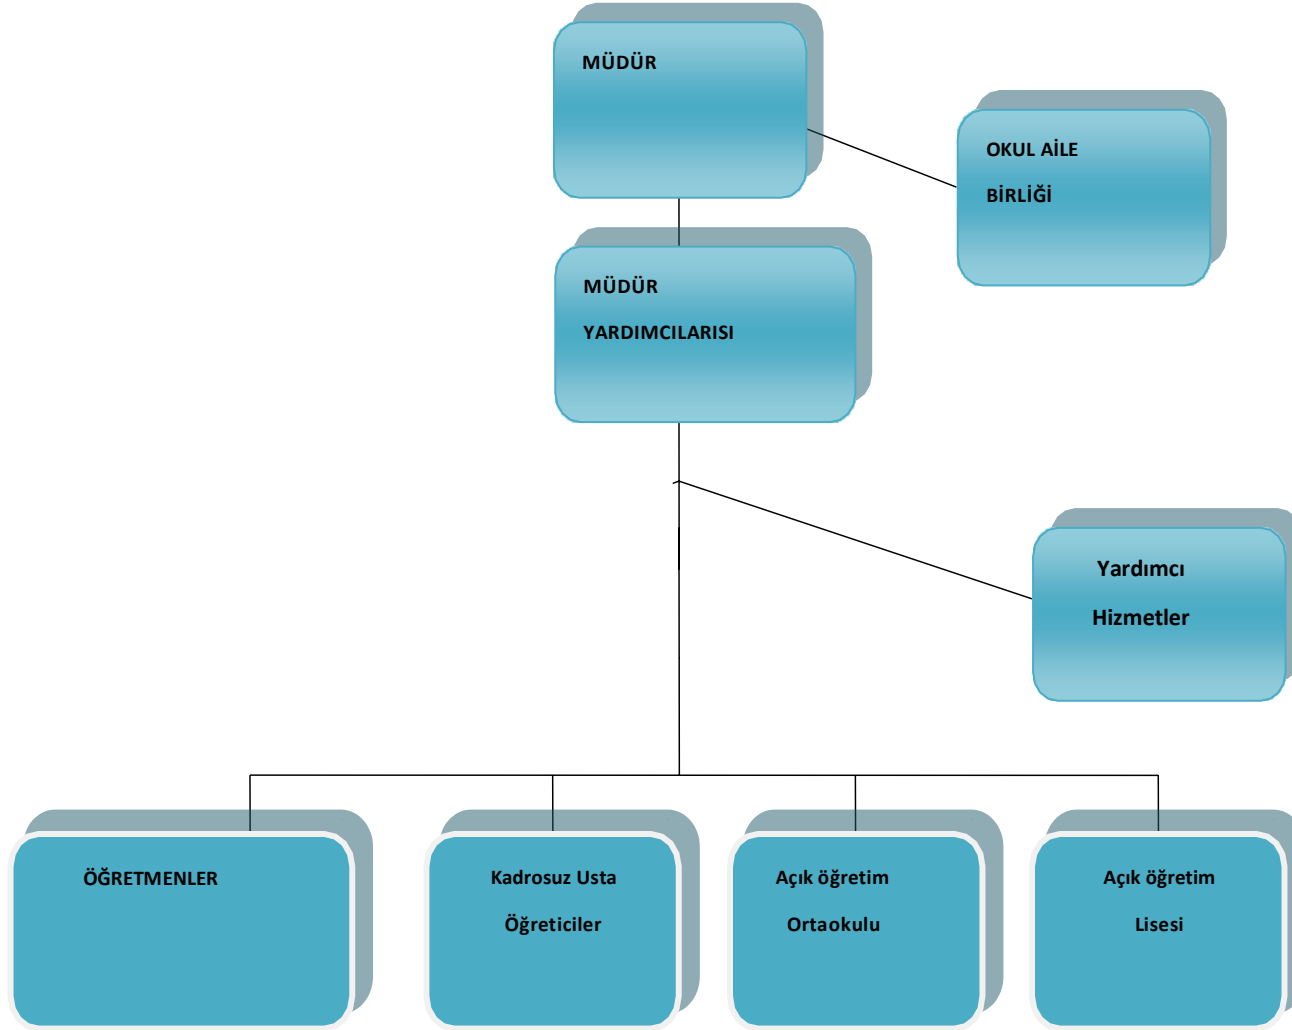 MÜDÜR
OKUL AİLE
BİRLİĞİ
MÜDÜR
YARDIMCILARISI
Yardımcı
Hizmetler
ÖĞRETMENLER
Kadrosuz Usta
Öğreticiler
Açık öğretim
Ortaokulu
Açık öğretim
Lisesi